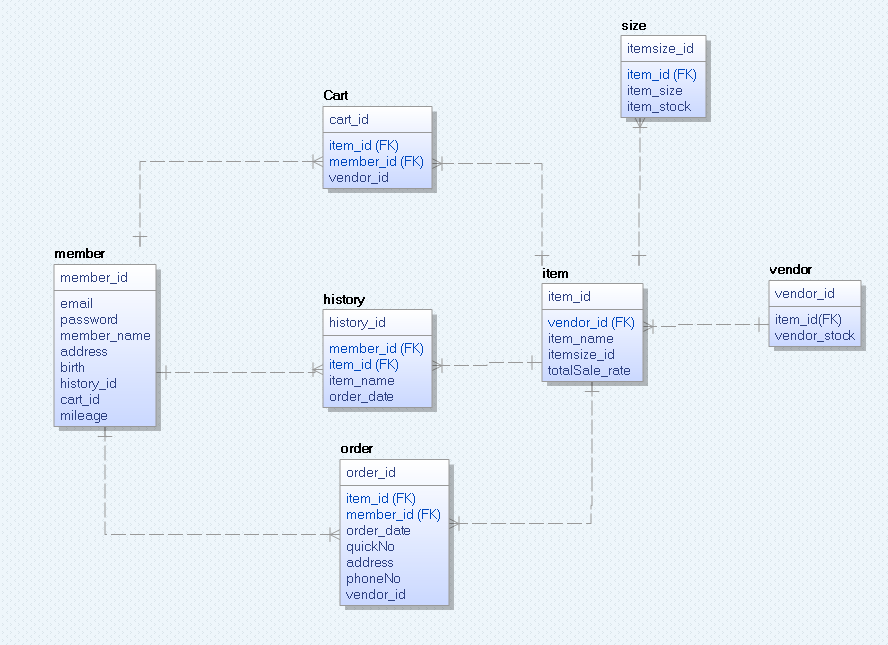 size
itemsize_id
item_id (FK)
item_size
item_stock
Cart
cart_id
item_id (FK)
member_id (FK)
vendor_id
member
member_id
email
password
member_name
address
birth
history_id
cart_id
mileage
history
history_id
member_id (FK)
item_id (FK)
item_name
order_date
item
item_id
vendor_id (FK)
item_name
itemsize_id
totalSale_rate
vendor
vendor_id
item_id(FK)
vendor_stock
order
order_id
item_id (FK)
member_id (FK)
order_date
quickNo
address
phoneNo
vendor_id